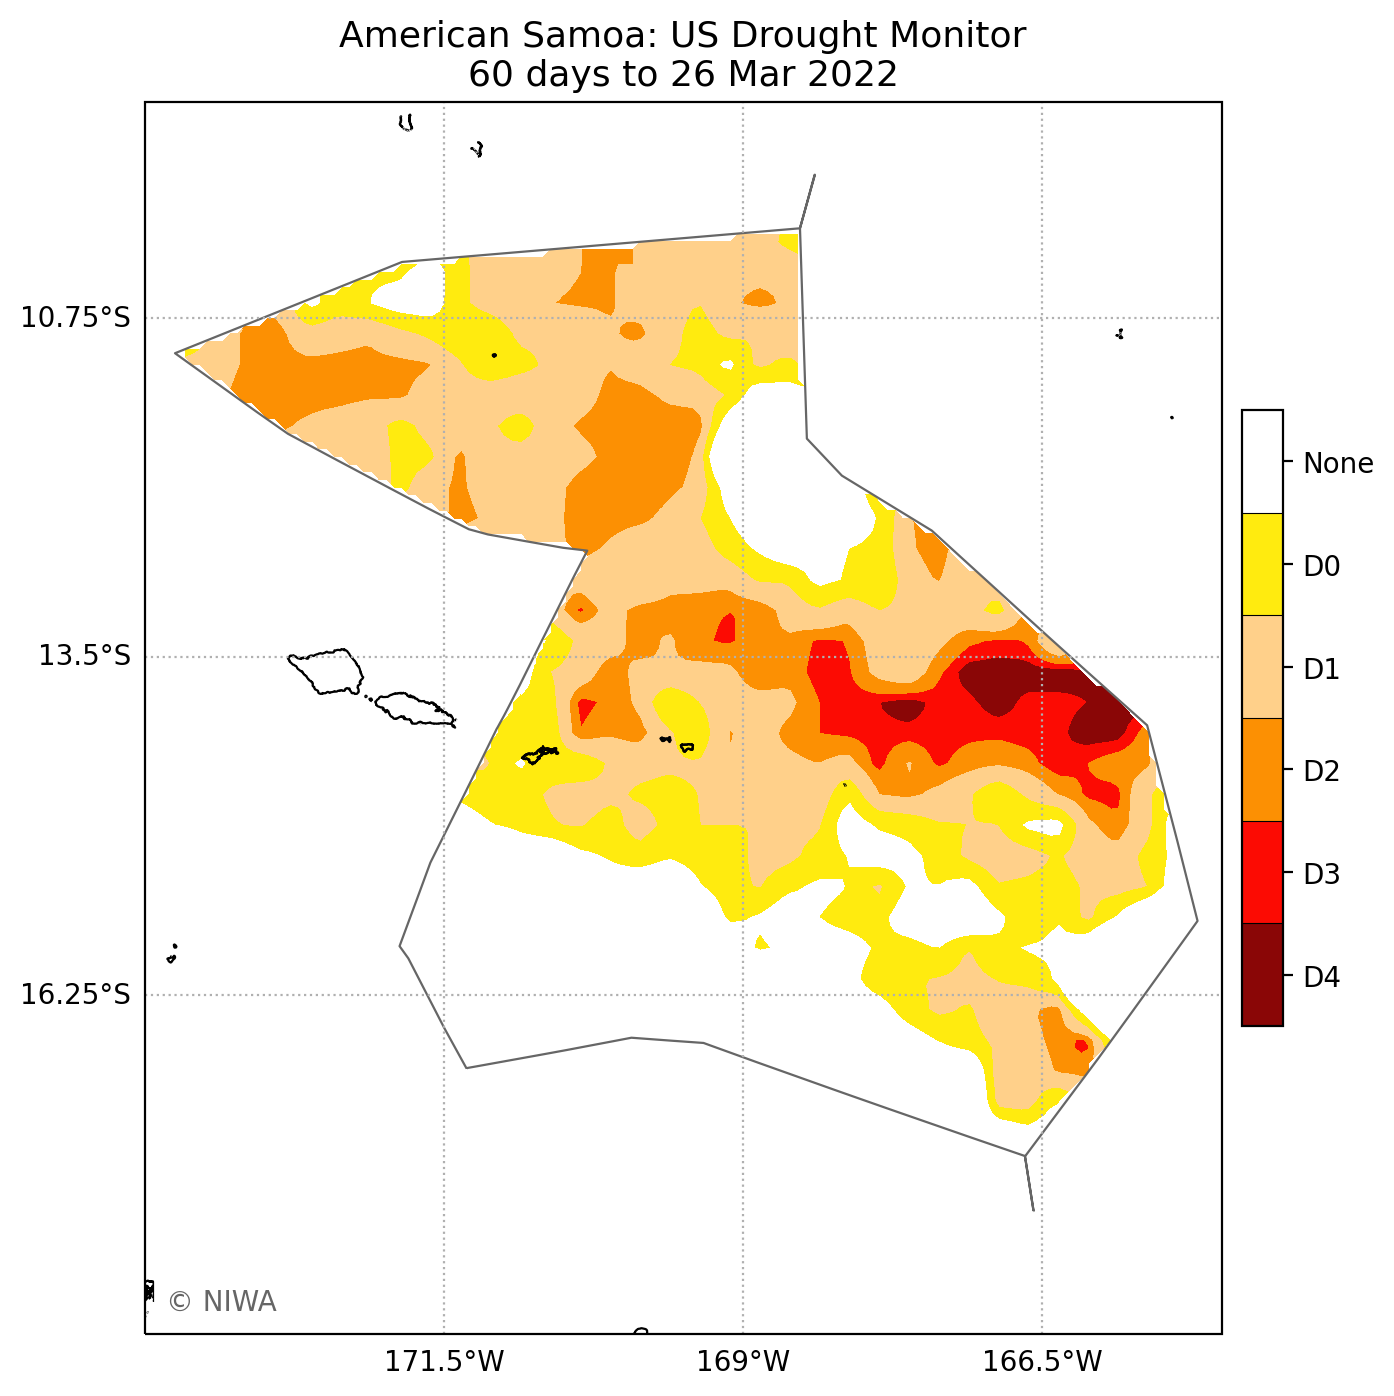 American Samoa: US Drought Monitor
60 days to 26 Mar 2022
10.75°S
13.5°S
16.25°S
171.5°W
169°W
166.5°W
None
D0
D1
D2
D3
D4
© NIWA